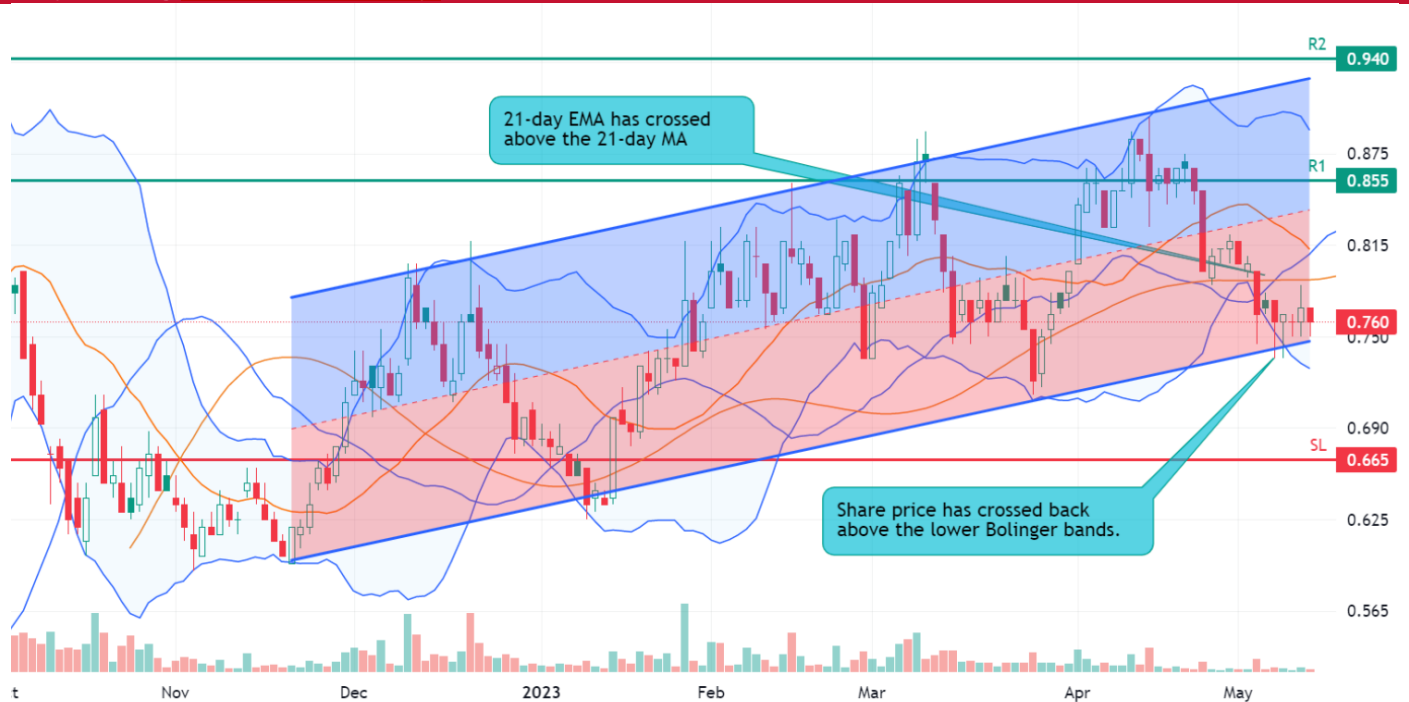 R2
0.940
21-day EMA has crossed
above the 21-day MA
0.875
R1
0.855
0.815
0.760
0.750
0.690
SL
0.665
Share price has crossed back
above the lower Bolinger bands.
0.625
0.565
t
Nov
Dec
2023
Feb
Mar
Apr
May